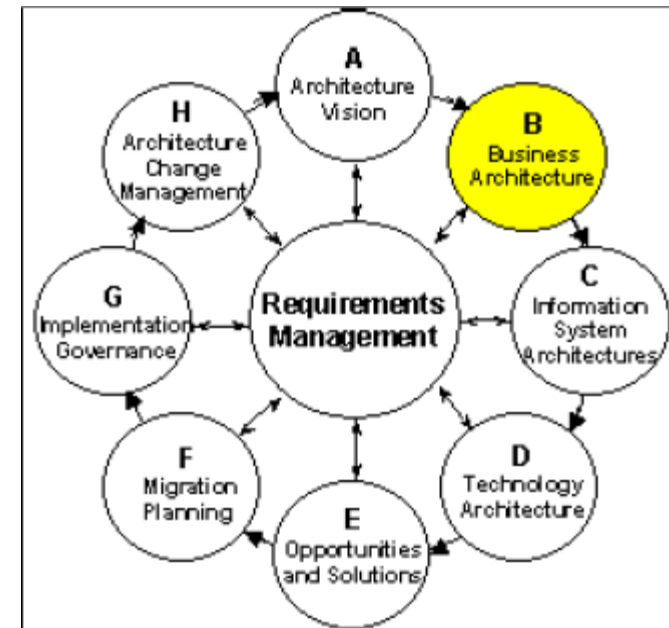 A
Architecture
Vision
B
Business
Architecture
C
Information
System
Architectures
D
Technology
Architecture
E
Opportunities
and Solutions
F
Migration
Planning
G
Implementation
Governance
H
Architecture
Change
Management
Requirements
Management